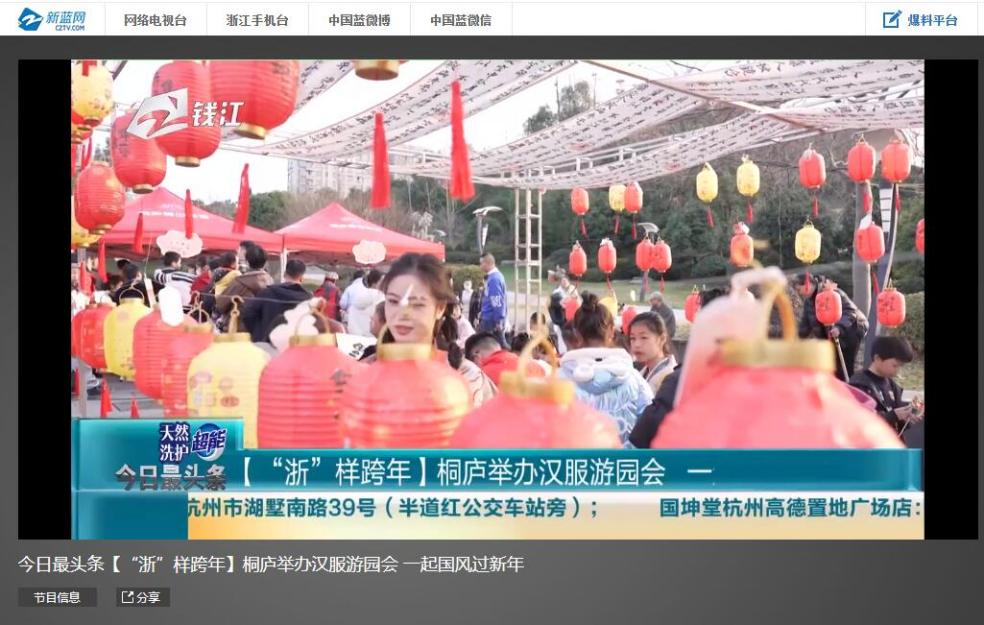 新蓝网
CZTV.COM
网络电视台
浙江手机台
中国蓝微博
中国蓝微信
爆料平台
钱江
天然
洗护
超能
今日最头条
【“浙”样跨年】桐庐举办汉服游园会 一
杭州市湖墅南路39号（半道红公交车站旁）； 国坤堂杭州高德置地广场店：
今日最头条【“浙”样跨年】桐庐举办汉服游园会 一起国风过新年
节目信息
分享